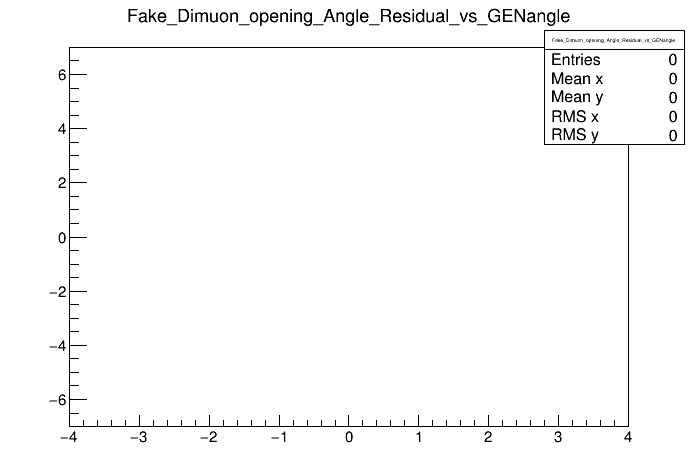 Fake_Dimuon_opening_Angle_Residual_vs_GENangle
Fake_Dimuon_opening_Angle_Residual_vs_GENangle
Entries 0
Mean x 0
Mean y 0
RMS x 0
RMS y 0
6
4
2
0
−2
−4
−6
−4 −3 −2 −1 0 1 2 3 4